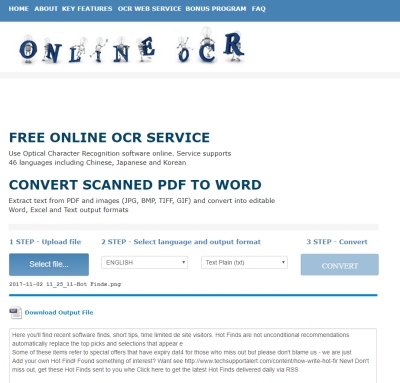 HOME ABOUT KEY FEATURES OCR WEB SERVICE BONUS PROGRAM FAQ
ONLINE OCR
FREE ONLINE OCR SERVICE
Use Optical Character Recognition software online. Service supports
46 languages including Chinese, Japanese and Korean
CONVERT SCANNED PDF TO WORD
Extract text from PDF and images (JPG, BMP, TIFF, GIF) and convert into editable
Word, Excel and Text output formats
1 STEP - Upload file 2 STEP - Select language and output format 3 STEP - Convert
Select file... ENGLISH Text Plain (txt) CONVERT
2017-11-02 11_25_11-Hot Finds.png
Download Output File
Here you'll find recent software finds, short tips, time limited de site visitors. Hot Finds are not unconditional recommendations
automatically replace the top picks and selections that appear e
Some of these items refer to special offers that have expiry dat4 for those who miss out but please don't blame us - we are just
Add your own Hot Find! Found something of interest? Want see http://www.techsupportalert.com/content/how-write-hot-fir New! Don't
miss out, get these Hot Finds sent to you whe Click here to get the latest Hot Finds delivered daily via RSS